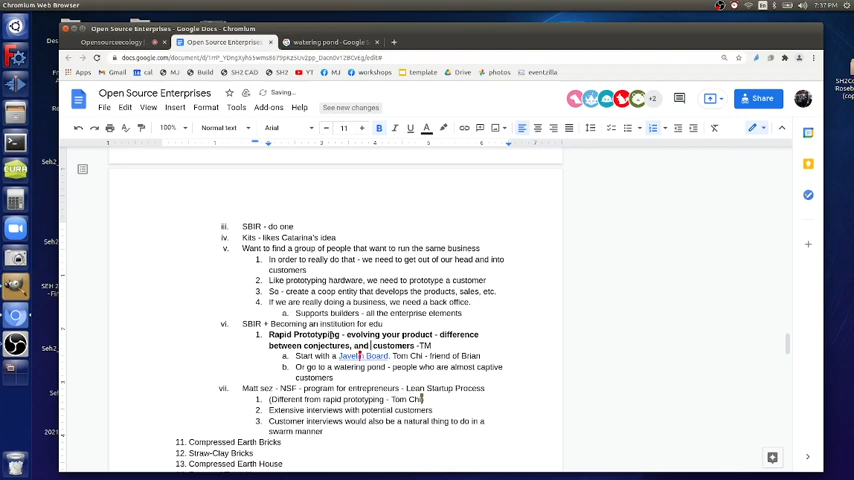 Chromium Web Browser
En
7:37 PM
Open Source Enterprises - Google Docs - Chromium
Opensourceecology
Open Source Enterprises
watering pond - Google S
Apps
Gmail
cal
MJ
Build
SH2 CAD
SH2
YT
MJ
workshops
template
Drive
photos
eventzilla
Open Source Enterprises
Saving...
File Edit View Insert Format Tools Add-ons Help
See new changes
+2
Share
100%
Normal text
Arial
11
iii. SBIR - do one
iv. Kits - likes Catarina's idea
v. Want to find a group of people that want to run the same business
1. In order to really do that - we need to get out of our head and into
customers
2. Like prototyping hardware, we need to prototype a customer
3. So - create a coop entity that develops the products, sales, etc.
4. If we are really doing a business, we need a back office.
a. Supports builders - all the enterprise elements
vi. SBIR + Becoming an institution for edu
1. Rapid Prototyping - evolving your product - difference
between conjectures, and customers -TM
a. Start with a Javelin Board. Tom Chi - friend of Brian
b. Or go to a watering pond - people who are almost captive
customers
vii. Matt sez - NSF - program for entrepreneurs - Lean Startup Process
1. (Different from rapid prototyping - Tom Chi)
2. Extensive interviews with potential customers
3. Customer interviews would also be a natural thing to do in a
swarm manner
11. Compressed Earth Bricks
12. Straw-Clay Bricks
13. Compressed Earth House